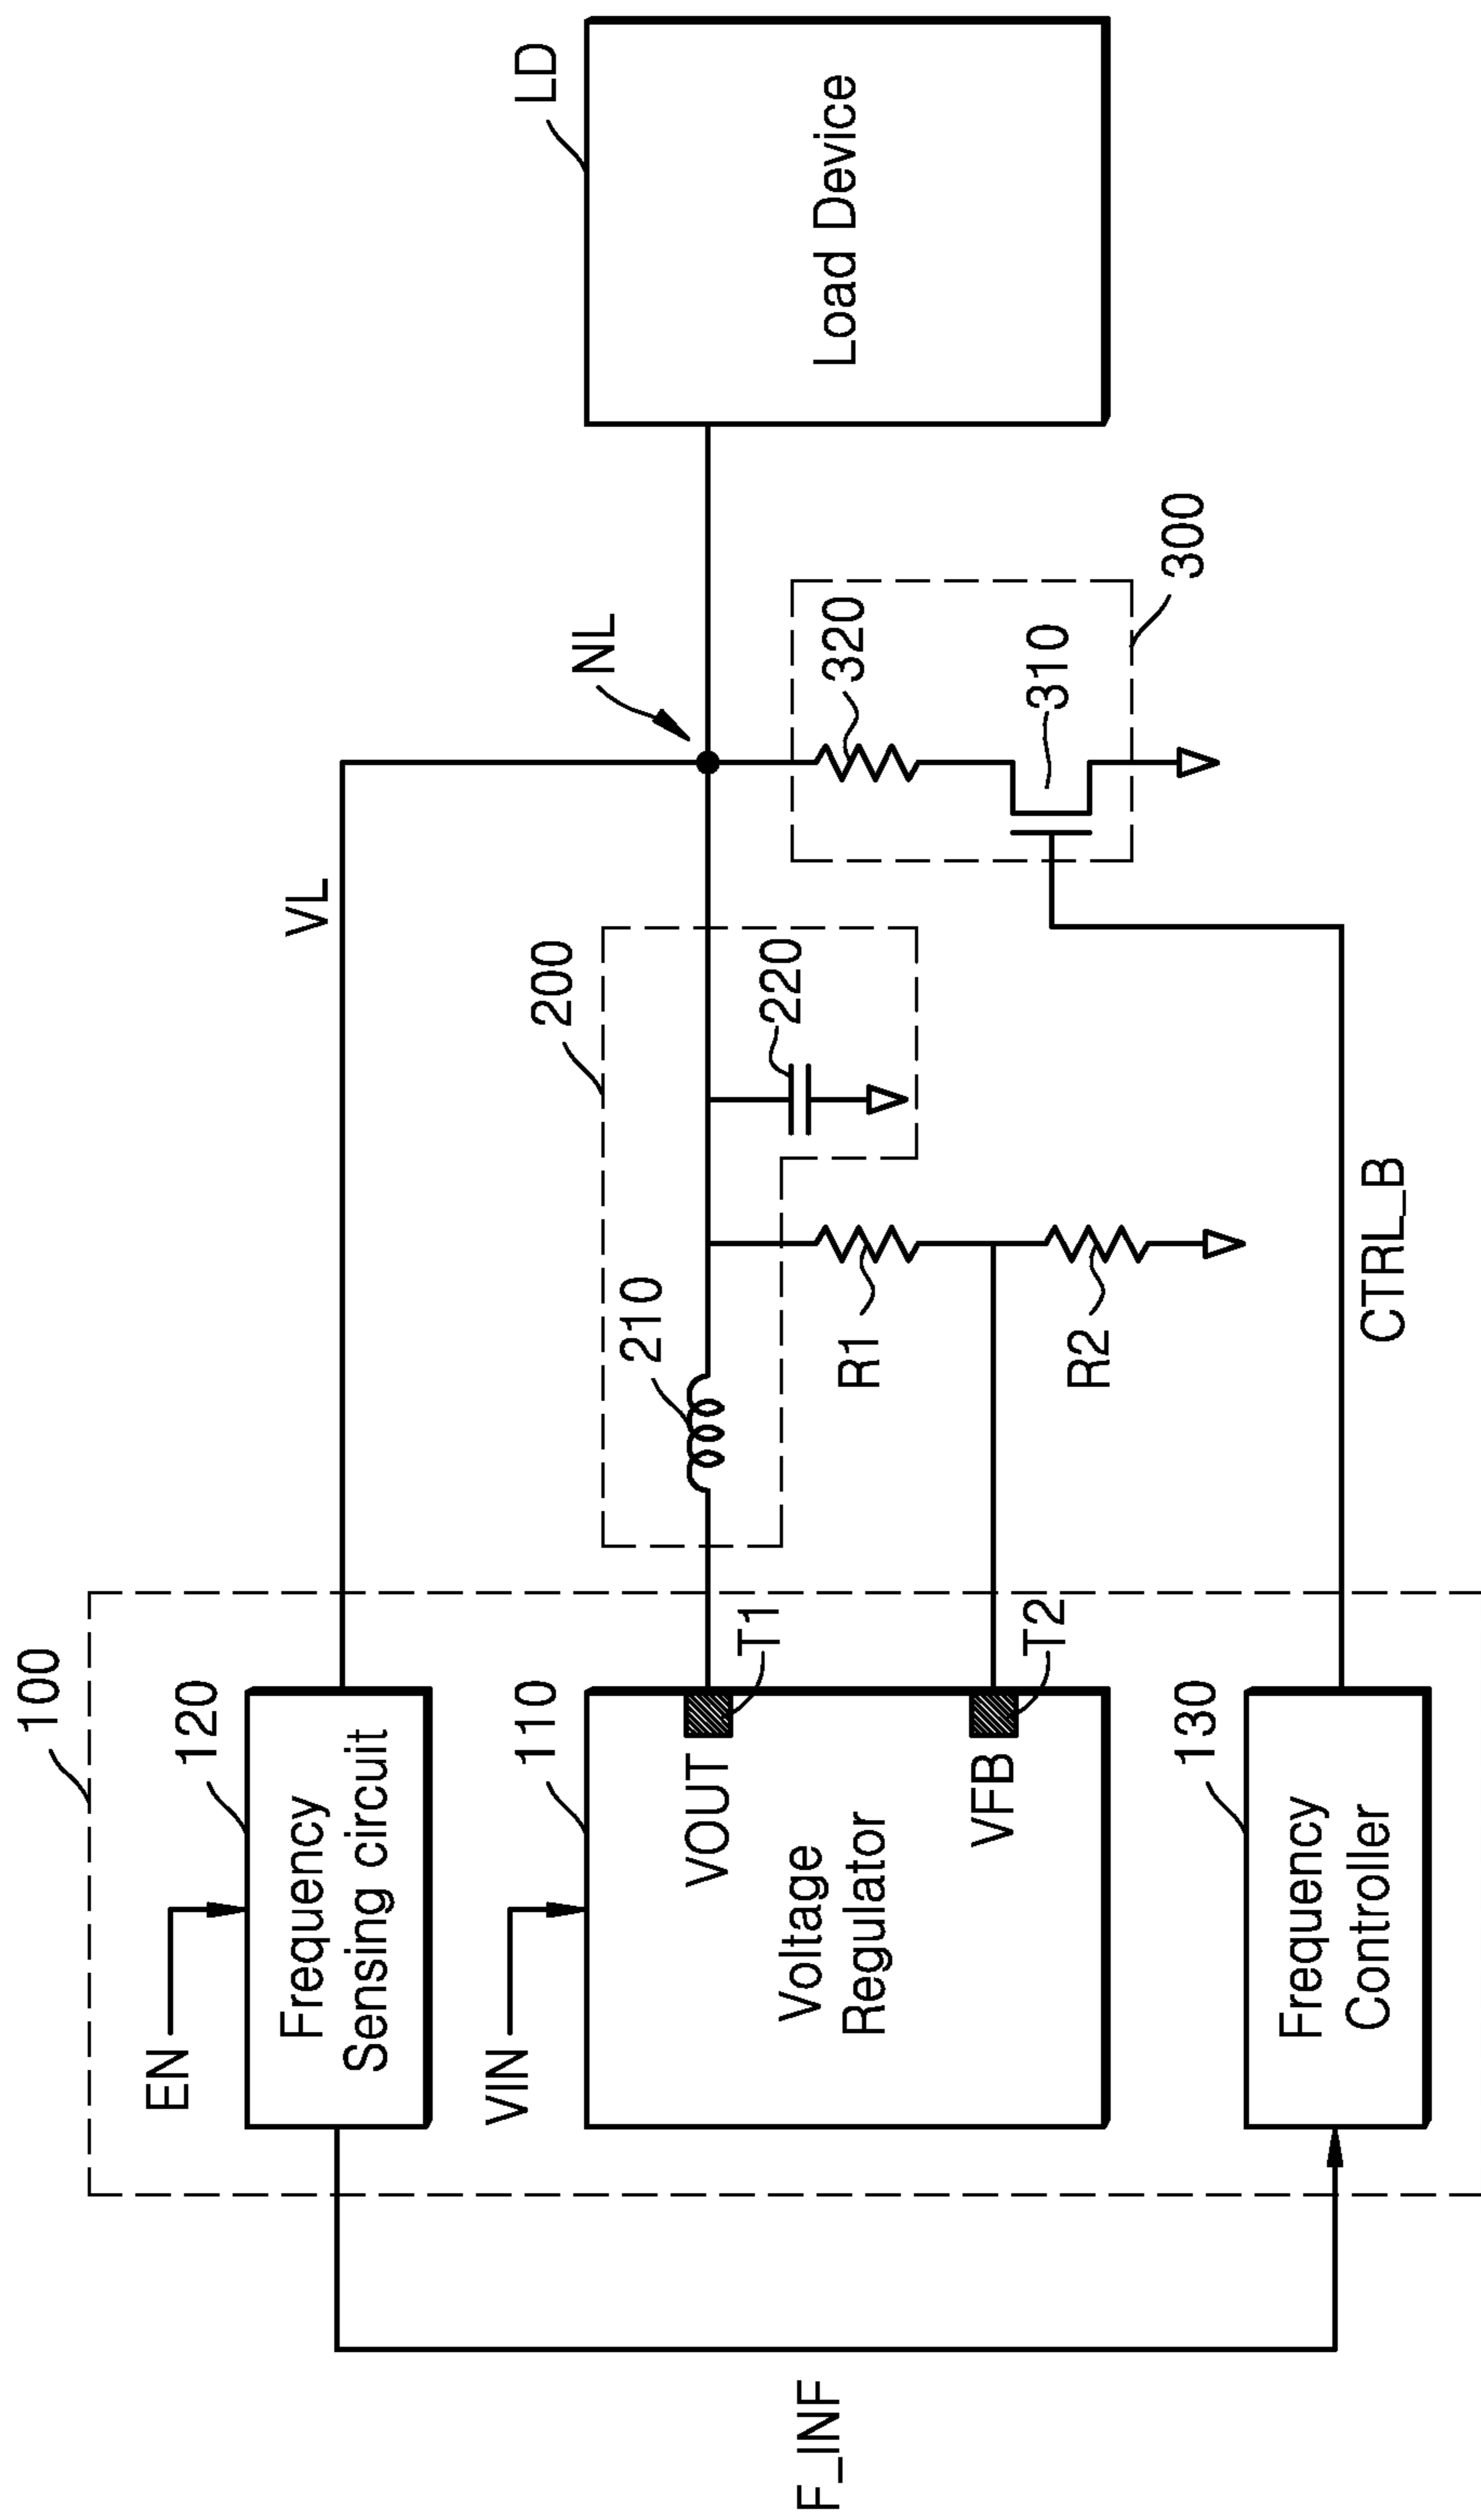 100
EN
120
Frequency
Sensing circuit
VL
VIN
110
VOUT
T1
Voltage
Regulator
VFB
T2
200
210
220
R1
R2
NL
LD
Load Device
320
310
300
130
Frequency
Controller
CTRL_B
F_INF